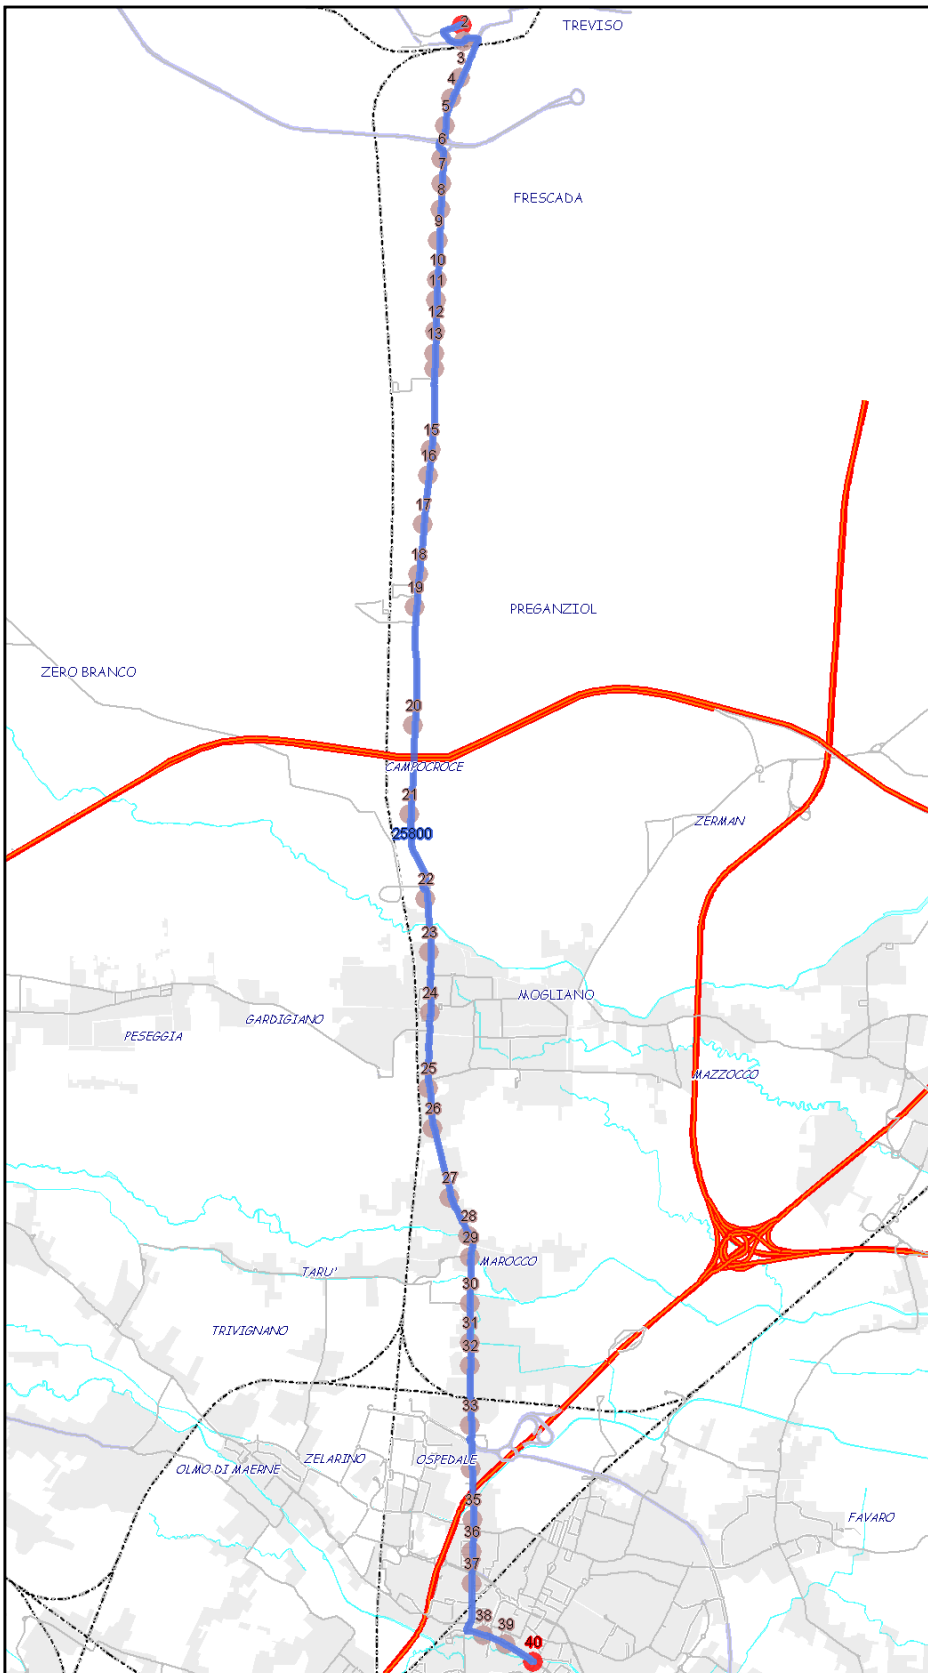 2
TREVISO
3
4
5
6
7
8
FRESCADA
9
10
11
12
13
15
16
17
18
19
PREGANZIOL
ZERO BRANCO
20
CAMPOCROCE
21
ZERMAN
25800
22
23
24
MOGLIANO
GARDIGIANO
PESEGGIA
25
MAZZOCCO
26
27
28
29
MAROCCO
TARU'
30
31
TRIVIGNANO
32
33
ZELARINO
OSPEDALE
OLMO DI MAERNE
35
FAVARO
36
37
38
39
40